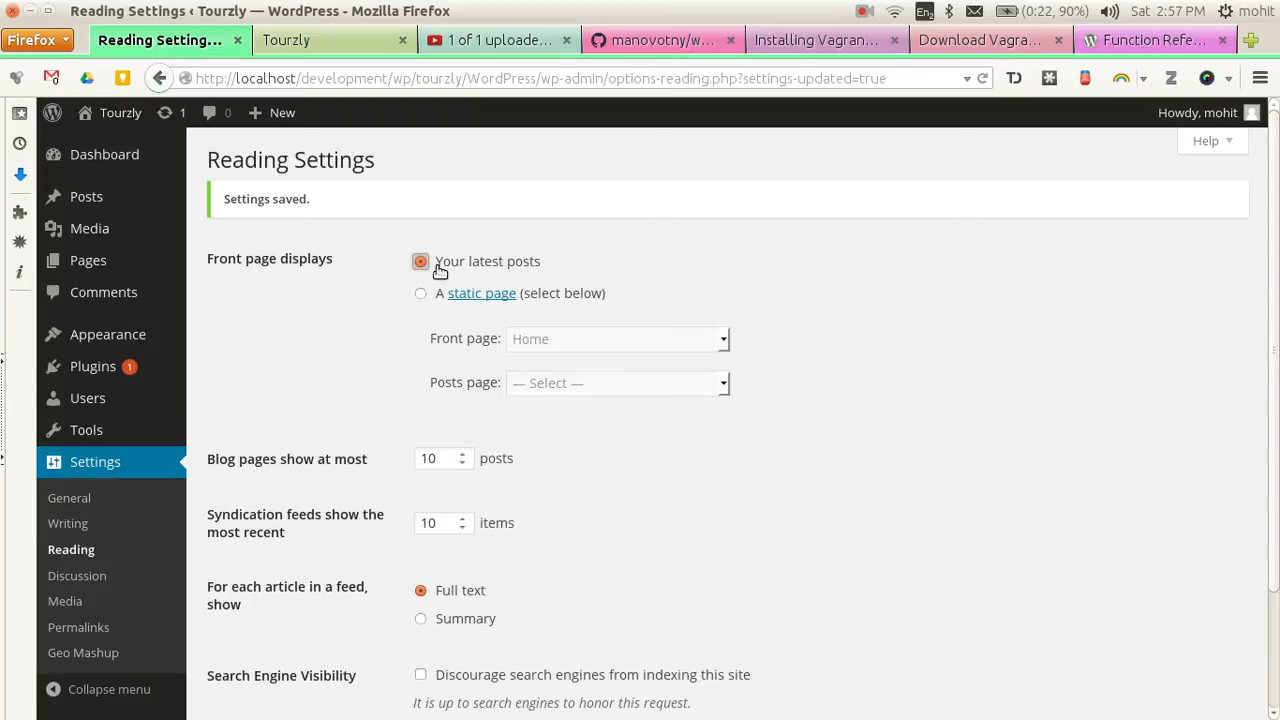 Reading Settings ‹ Tourzly — WordPress - Mozilla Firefox
En2
(0:22, 90%)
Sat 2:57 PM
mohit
Firefox
Reading Setting...
Tourzly
1 of 1 uploade...
manovotny/w...
Installing Vagran...
Download Vagra...
Function Refe...
http://localhost/development/wp/tourzly/WordPress/wp-admin/options-reading.php?settings-updated=true
Tourzly
1
0
New
Howdy, mohit
Dashboard
Posts
Media
Pages
Comments
Appearance
Plugins 1
Users
Tools
Settings
General
Writing
Reading
Discussion
Media
Permalinks
Geo Mashup
Collapse menu
Help
Reading Settings
Settings saved.
Front page displays
Your latest posts
A static page (select below)
Front page: Home
Posts page: — Select —
Blog pages show at most
10 posts
Syndication feeds show the
most recent
10 items
For each article in a feed,
show
Full text
Summary
Search Engine Visibility
Discourage search engines from indexing this site
It is up to search engines to honor this request.